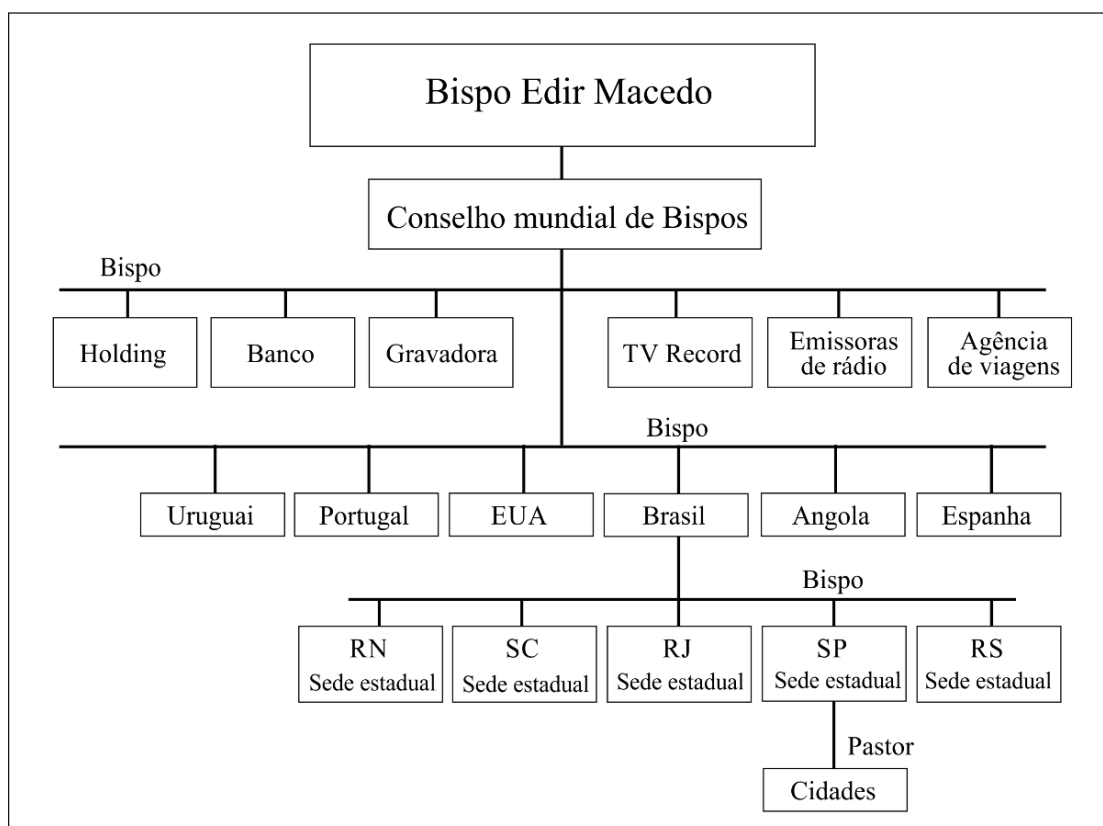 Bispo Edir Macedo
Conselho mundial de Bispos
Bispo
Holding
Banco
Gravadora
TV Record
Emissoras
de rádio
Agência
de viagens
Bispo
Uruguai
Portugal
EUA
Brasil
Angola
Espanha
Bispo
RN
Sede estadual
SC
Sede estadual
RJ
Sede estadual
SP
Sede estadual
RS
Sede estadual
Pastor
Cidades